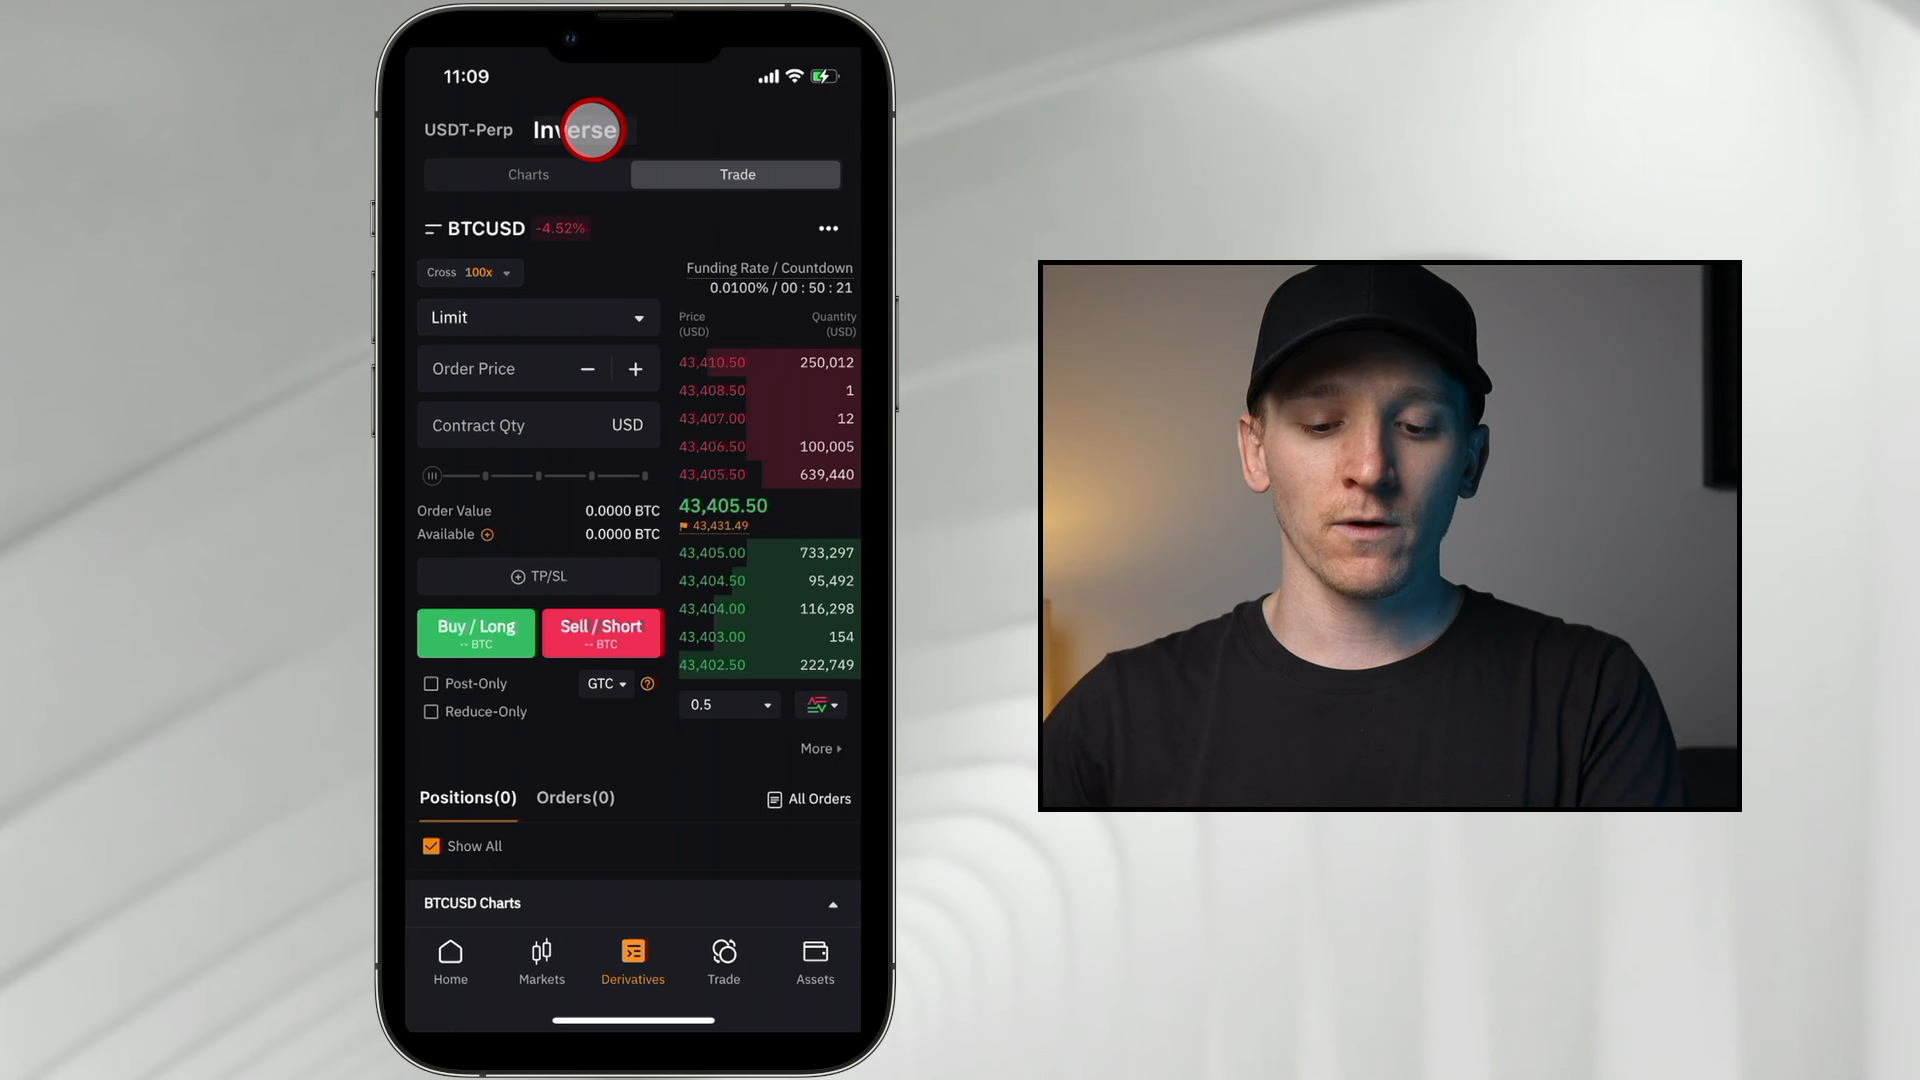 11:09
USDT-Perp Inverse
Charts Trade
BTCUSD -4.52%
Cross 100x
Funding Rate / Countdown
0.0100% / 00 : 50 : 21
Limit
Price (USD) Quantity (USD)
Order Price − +
43,410.50 250,012
43,408.50 1
43,407.00 12
43,406.50 100,005
43,405.50 639,440
Contract Qty USD
Order Value 0.0000 BTC
Available 0.0000 BTC
43,405.50
43,431.49
43,405.00 733,297
43,404.50 95,492
43,404.00 116,298
43,403.00 154
43,402.50 222,749
TP/SL
Buy / Long
-- BTC
Sell / Short
-- BTC
Post-Only GTC ?
Reduce-Only
0.5
More
Positions(0) Orders(0) All Orders
Show All
BTCUSD Charts
Home Markets Derivatives Trade Assets